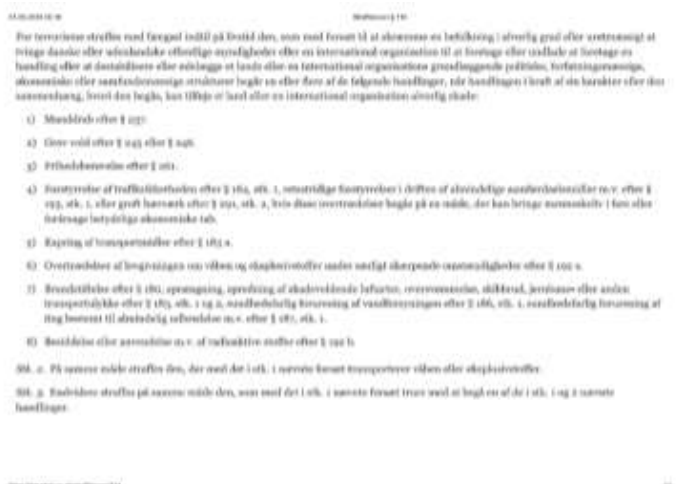 For terrorisme straffes med fængsel indtil på livstid den, som med forsæt til at skræmme en befolkning i alvorlig grad eller uretmæssigt at
tvinge danske eller udenlandske offentlige myndigheder eller en international organisation til at foretage eller undlade at foretage en
handling eller at destabilisere eller ødelægge et lands eller en international organisations grundlæggende politiske, forfatningsmæssige,
økonomiske eller samfundsmæssige strukturer begår en eller flere af de følgende handlinger, når handlingen i kraft af sin karakter eller den
sammenhæng, hvori den begås, kan tilføje et land eller en international organisation alvorlig skade:
1) Manddrab efter § 237.
2) Grov vold efter § 245 eller § 246.
3) Frihedsberøvelse efter § 261.
4) Forstyrrelse af trafiksikkerheden efter § 184, stk. 1, retsstridige forstyrrelser i driften af almindelige samfærdselsmidler m.v. efter §
193, stk. 1, eller groft hærværk efter § 291, stk. 2, hvis disse overtrædelser begås på en måde, der kan bringe menneskeliv i fare eller
forårsage betydelige økonomiske tab.
5) Kapring af transportmidler efter § 183 a.
6) Overtrædelser af lovgivningen om våben og eksplosivstoffer under særligt skærpende omstændigheder efter § 192 a.
7) Brandstiftelse efter § 180, sprængning, spredning af skadevoldende luftarter, oversvømmelse, skibbrud, jernbane- eller anden
transportulykke efter § 183, stk. 1 og 2, sundhedsfarlig forurening af vandforsyningen efter § 186, stk. 1, sundhedsfarlig forurening af
ting bestemt til almindelig udbredelse m.v. efter § 187, stk. 1.
8) Besiddelse eller anvendelse m.v. af radioaktive stoffer efter § 192 b.
Stk. 2. På samme måde straffes den, der med det i stk. 1 nævnte forsæt transporterer våben eller eksplosivstoffer.
Stk. 3. Endvidere straffes på samme måde den, som med det i stk. 1 nævnte forsæt truer med at begå en af de i stk. 1 og 2 nævnte
handlinger.